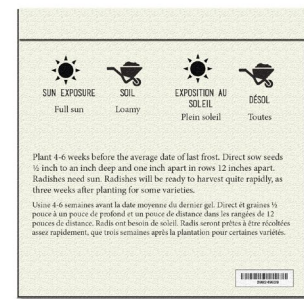 SUN EXPOSURE
Full sun
SOIL
Loamy
EXPOSITION AU
SOLEIL
Plein soleil
DÉSOL
Toutes
Plant 4-6 weeks before the average date of last frost. Direct sow seeds
½ inch to an inch deep and one inch apart in rows 12 inches apart.
Radishes need sun. Radishes will be ready to harvest quite rapidly, as
three weeks after planting for some varieties.
Usine 4-6 semaines avant la date moyenne du dernier gel. Direct ét graines ½
pouce à un pouce de profond et un pouce de distance dans les rangées de 12
pouces de distance. Radis ont besoin de soleil. Radis seront prêtes à être récoltées
assez rapidement, que trois semaines après la plantation pour certaines variétés.